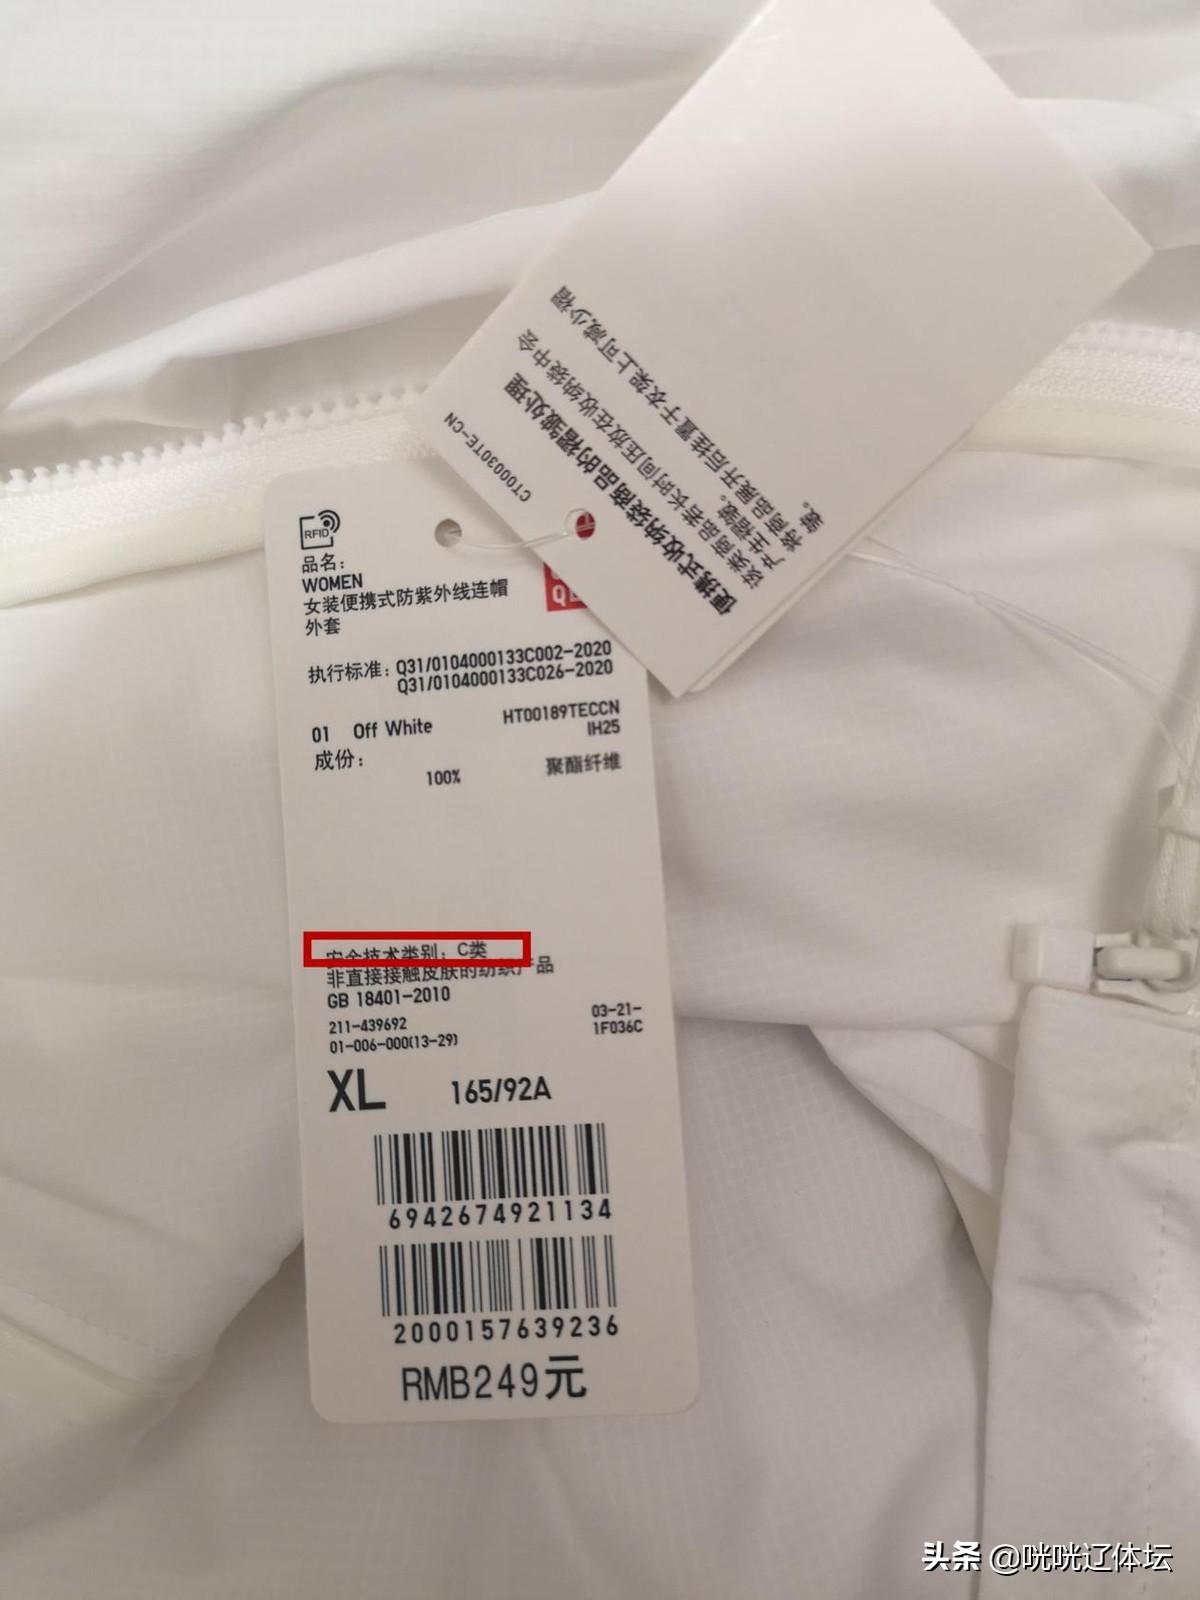 便携式收纳袋商品的褶皱处理
该类商品若长时间压放在收纳袋中会
产生褶皱。
将商品展开后挂置于衣架上可减少褶
皱。
CT00030TE-CN
RFID
品名：
WOMEN
女装便携式防紫外线连帽
外套
执行标准：Q31/0104000133C002-2020
Q31/0104000133C026-2020
01 Off White HT00189TECCN
IH25
成份：
100% 聚酯纤维
安全技术类别：C类
非直接接触皮肤的纺织产品
GB 18401-2010
211-439692 03-21-
01-006-000(13-29) 1F036C
XL 165/92A
6942674921134
2000157639236
RMB249元
头条 @咣咣辽体坛